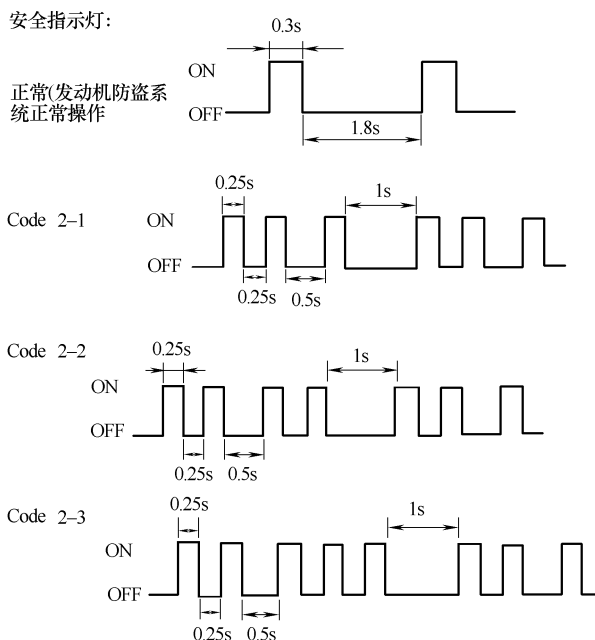 安全指示灯:
0.3s
ON
正常(发动机防盗系
统正常操作
OFF
1.8s
0.25s
1s
Code 2–1
ON
OFF
0.25s
0.5s
Code 2–2
0.25s
1s
ON
OFF
0.25s
0.5s
0.25s
Code 2–3
1s
ON
OFF
0.25s
0.5s